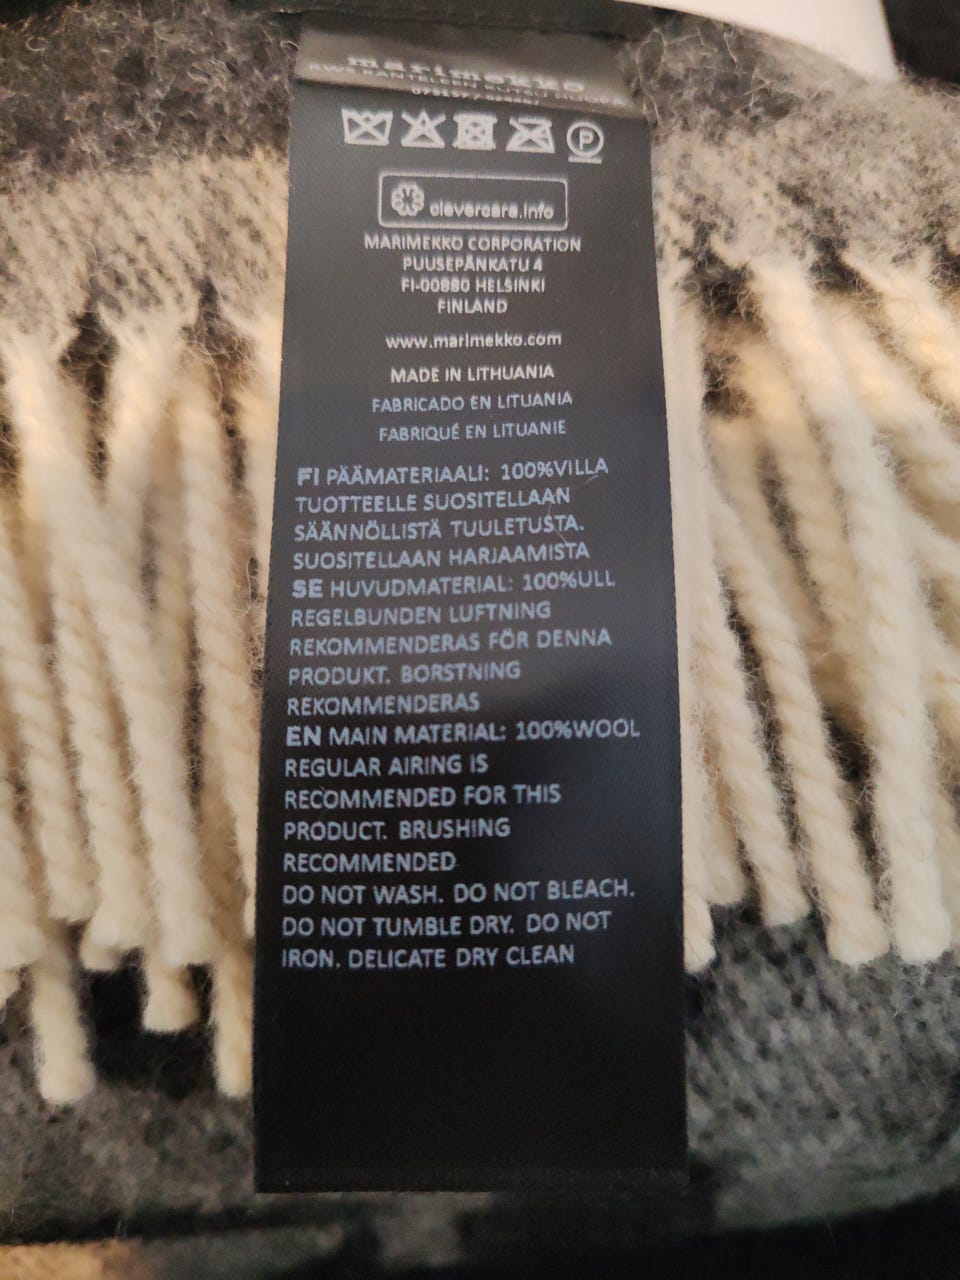 marimekko
clevercare.info
MARIMEKKO CORPORATION
PUUSEPÄNKATU 4
FI-00880 HELSINKI
FINLAND
www.marimekko.com
MADE IN LITHUANIA
FABRICADO EN LITUANIA
FABRIQUÉ EN LITUANIE
FI PÄÄMATERIAALI: 100%VILLA
TUOTTEELLE SUOSITELLAAN
SÄÄNNÖLLISTÄ TUULETUSTA.
SUOSITELLAAN HARJAAMISTA
SE HUVUDMATERIAL: 100%ULL
REGELBUNDEN LUFTNING
REKOMMENDERAS FÖR DENNA
PRODUKT. BORSTNING
REKOMMENDERAS
EN MAIN MATERIAL: 100%WOOL
REGULAR AIRING IS
RECOMMENDED FOR THIS
PRODUCT. BRUSHING
RECOMMENDED
DO NOT WASH. DO NOT BLEACH.
DO NOT TUMBLE DRY. DO NOT
IRON. DELICATE DRY CLEAN